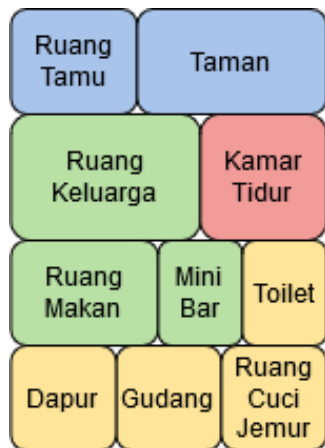 Ruang
Tamu
Taman
Ruang
Keluarga
Kamar
Tidur
Ruang
Makan
Mini
Bar
Toilet
Dapur
Gudang
Ruang
Cuci
Jemur